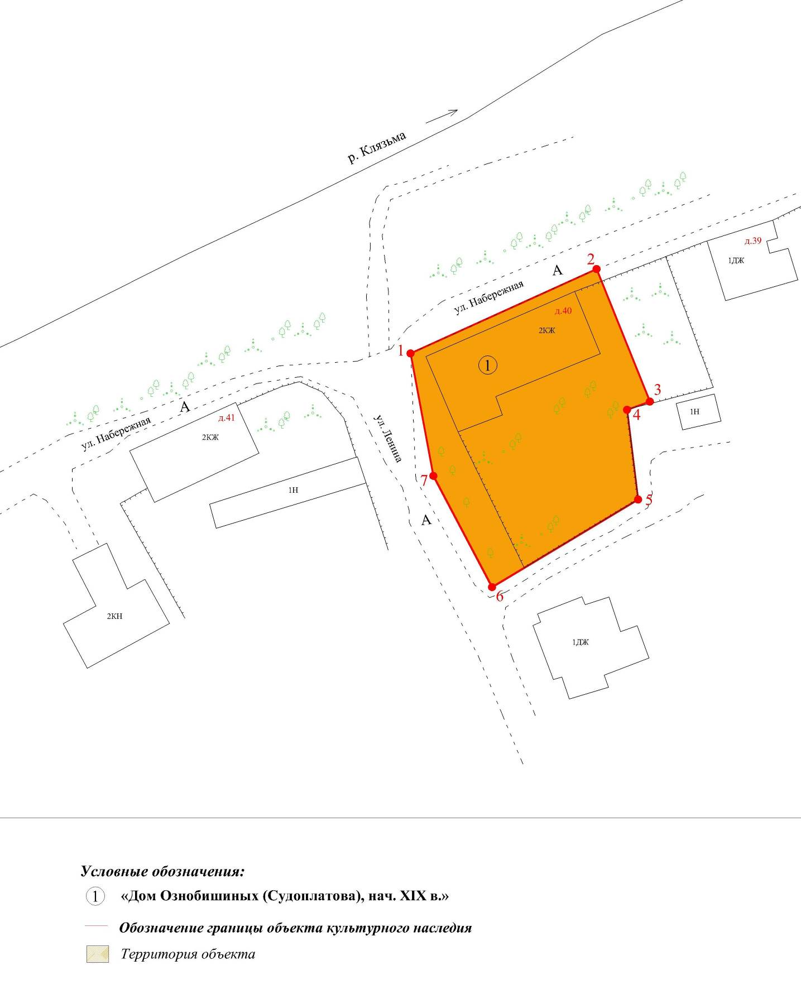 р. Клязьма
д.39
1ДЖ
2
А
ул. Набережная
д.40
2КЖ
1
1
3
4
1Н
А
ул. Набережная
д.41
2КЖ
ул. Ленина
7
1Н
5
А
6
2КН
1ДЖ
Условные обозначения:
1 «Дом Ознобишиных (Судоплатова), нач. XIX в.»
Обозначение границы объекта культурного наследия
Территория объекта